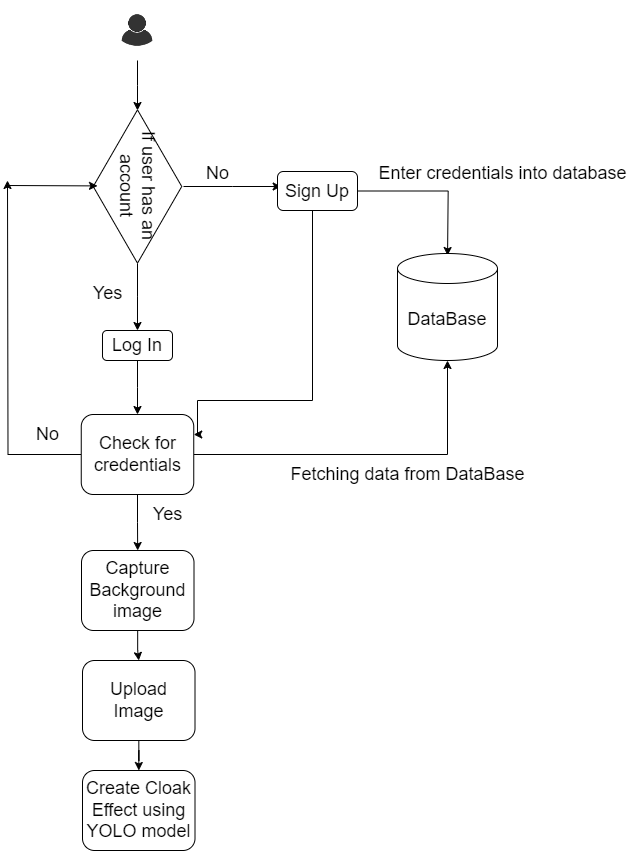 If user has an
account
No
Sign Up
Enter credentials into database
DataBase
Yes
Log In
No
Check for
credentials
Fetching data from DataBase
Yes
Capture
Background
image
Upload
Image
Create Cloak
Effect using
YOLO model